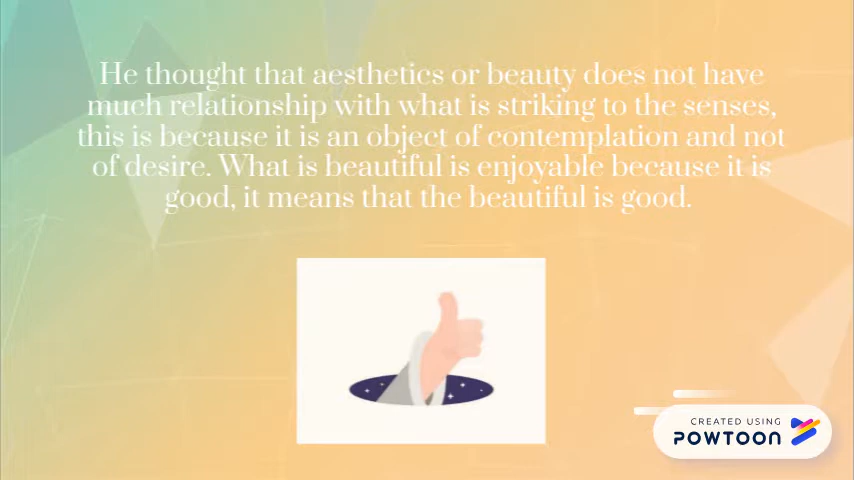 He thought that aesthetics or beauty does not have
much relationship with what is striking to the senses,
this is because it is an object of contemplation and not
of desire. What is beautiful is enjoyable because it is
good, it means that the beautiful is good.
CREATED USING
POWTOON